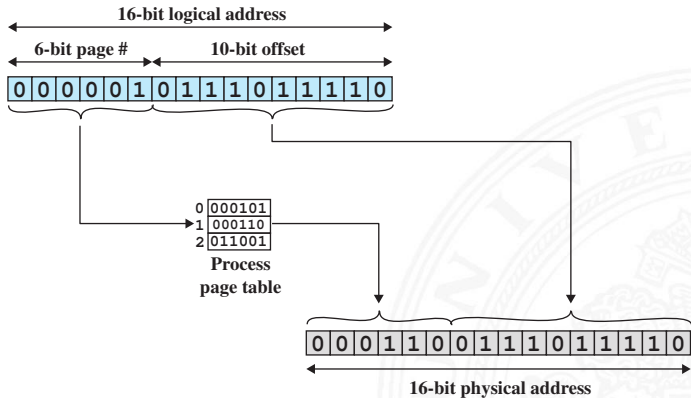 16-bit logical address
6-bit page # 10-bit offset
0 0 0 0 0 1 0 1 1 1 0 1 1 1 1 0
0 000101
1 000110
2 011001
Process
page table
0 0 0 1 1 0 0 1 1 1 0 1 1 1 1 0
16-bit physical address
N I V E